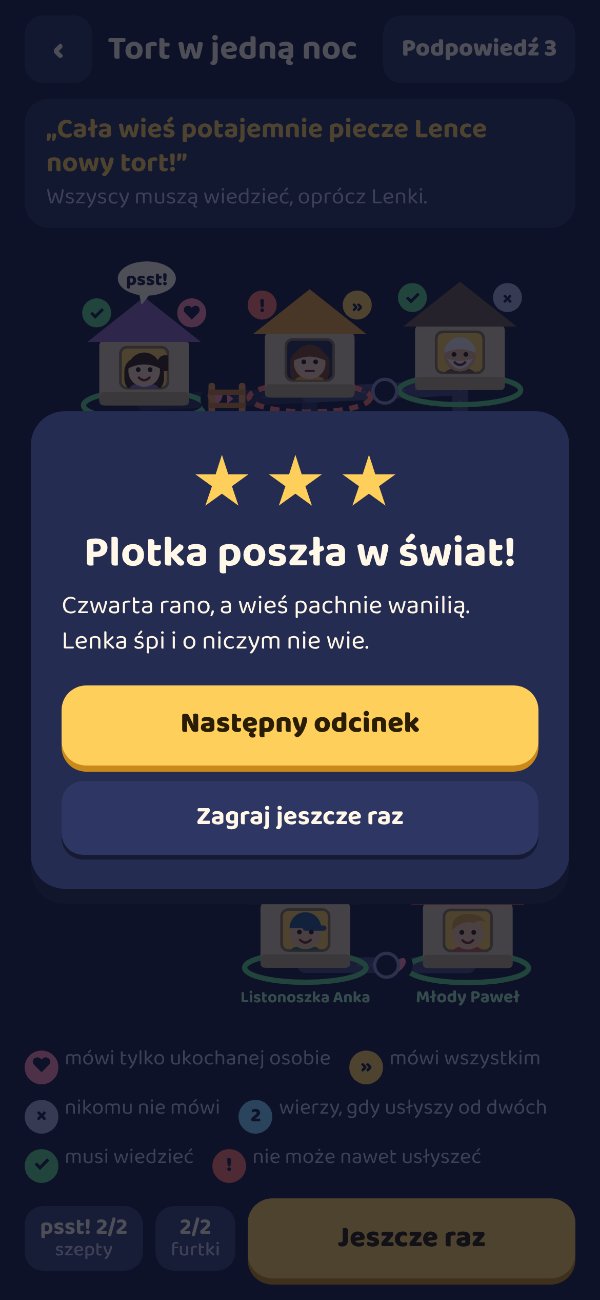 ‹ Tort w jedną noc Podpowiedź 3
„Cała wieś potajemnie piecze Lence
nowy tort!”
Wszyscy muszą wiedzieć, oprócz Lenki.
psst!
! »
×
Plotka poszła w świat!
Czwarta rano, a wieś pachnie wanilią.
Lenka śpi i o niczym nie wie.
Następny odcinek
Zagraj jeszcze raz
Listonoszka Anka Młody Paweł
mówi tylko ukochanej osobie » mówi wszystkim
× nikomu nie mówi 2 wierzy, gdy usłyszy od dwóch
musi wiedzieć ! nie może nawet usłyszeć
psst! 2/2 2/2 Jeszcze raz
szepty furtki